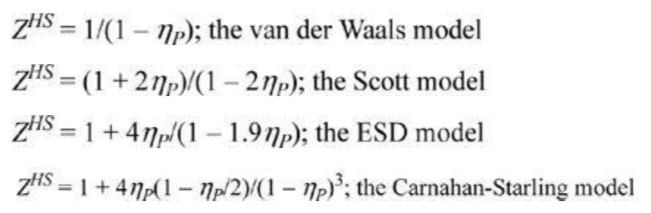 Z^HS = 1/(1 – η_P); the van der Waals model
Z^HS = (1 + 2η_P)/(1 – 2η_P); the Scott model
Z^HS = 1 + 4η_P/(1 – 1.9η_P); the ESD model
Z^HS = 1 + 4η_P(1 – η_P/2)/(1 – η_P)^3; the Carnahan-Starling model